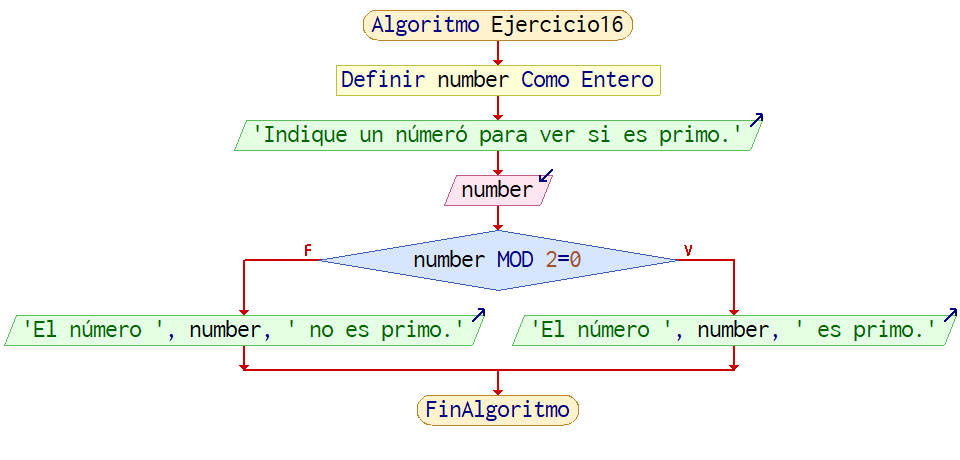 Algoritmo Ejercicio16
Definir number Como Entero
'Indique un númeró para ver si es primo.'
number
number MOD 2=0
F
V
'El número ', number, ' no es primo.'
'El número ', number, ' es primo.'
FinAlgoritmo